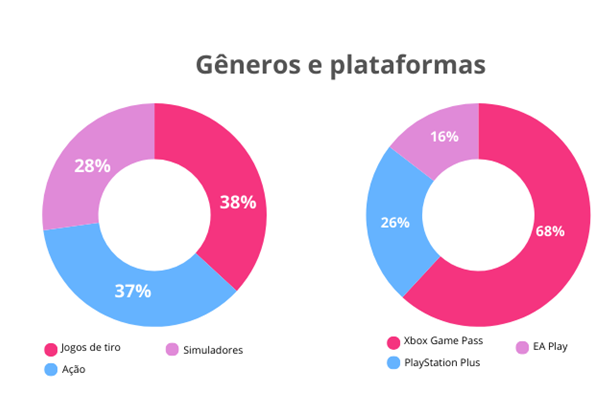 Gêneros e plataformas
28%
38%
37%
16%
26%
68%
Jogos de tiro
Simuladores
Ação
Xbox Game Pass
EA Play
PlayStation Plus